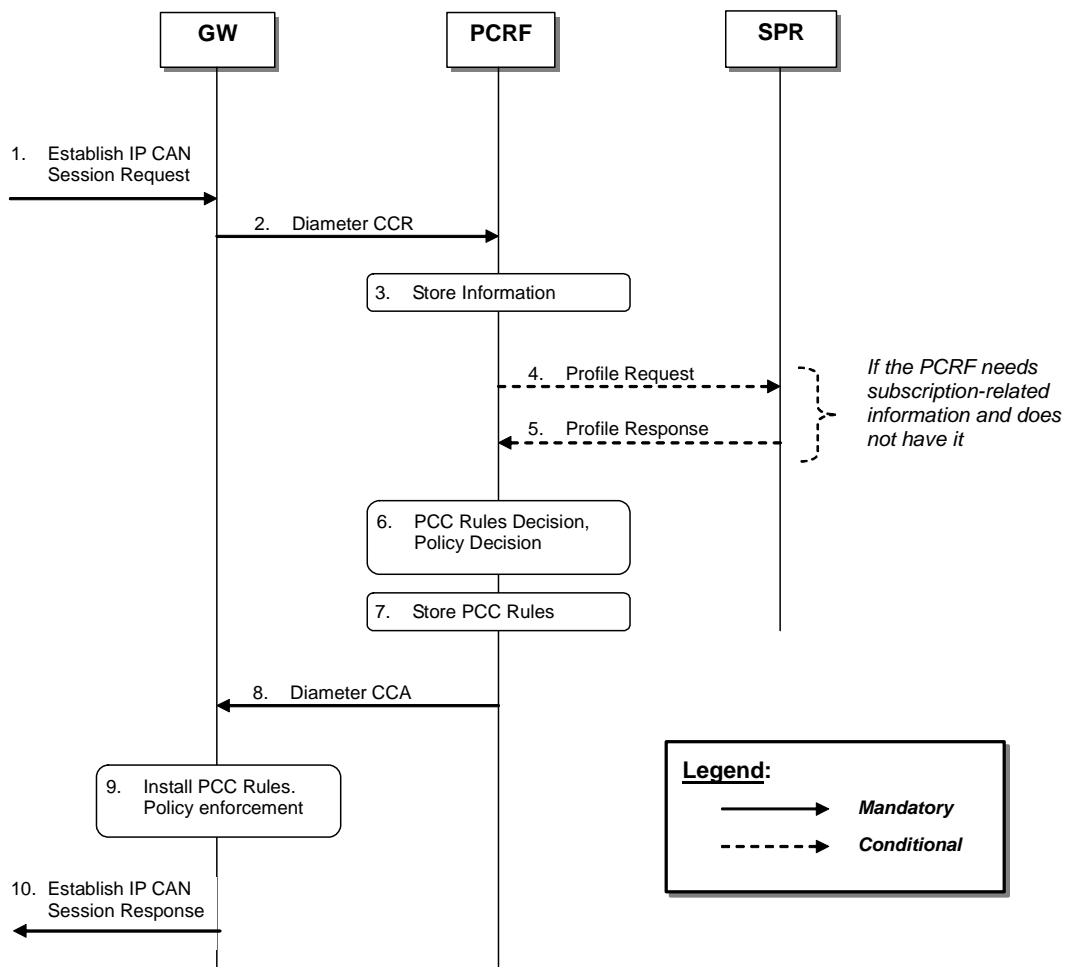 GW
PCRF
SPR
1. Establish IP CAN
Session Request
2. Diameter CCR
3. Store Information
4. Profile Request
5. Profile Response
If the PCRF needs
subscription-related
information and does
not have it
6. PCC Rules Decision,
Policy Decision
7. Store PCC Rules
8. Diameter CCA
9. Install PCC Rules.
Policy enforcement
10. Establish IP CAN
Session Response
Legend:
Mandatory
Conditional